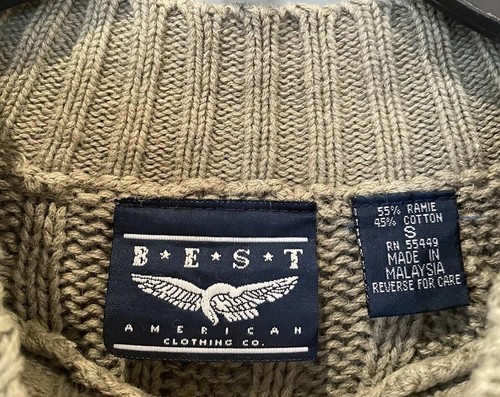 B★E★S★T
AMERICAN
CLOTHING CO.
55% RAMIE
45% COTTON
S
RN 55449
MADE IN
MALAYSIA
REVERSE FOR CARE